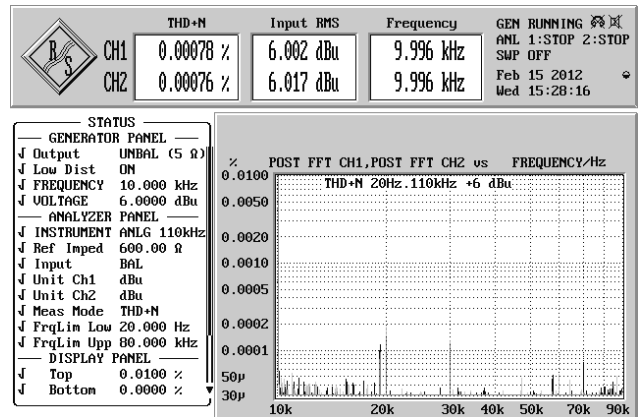 THD+N Input RMS Frequency
R S
CH1 0.00078 % 6.002 dBu 9.996 kHz
CH2 0.00076 % 6.017 dBu 9.996 kHz
GEN RUNNING
ANL 1:STOP 2:STOP
SWP OFF
Feb 15 2012
Wed 15:28:16
STATUS
GENERATOR PANEL
Output UNBAL (5 Ω)
Low Dist ON
FREQUENCY 10.000 kHz
VOLTAGE 6.0000 dBu
ANALYZER PANEL
INSTRUMENT ANLG 110kHz
Ref Imped 600.00 Ω
Input BAL
Unit Ch1 dBu
Unit Ch2 dBu
Meas Mode THD+N
FrqLim Low 20.000 Hz
FrqLim Upp 80.000 kHz
DISPLAY PANEL
Top 0.0100 %
Bottom 0.0000 %
% POST FFT CH1,POST FFT CH2 vs FREQUENCY/Hz
THD+N 20Hz.110kHz +6 dBu
0.0100
0.0050
0.0020
0.0010
0.0005
0.0002
0.0001
50µ
30µ
10k 20k 30k 40k 50k 70k 90k